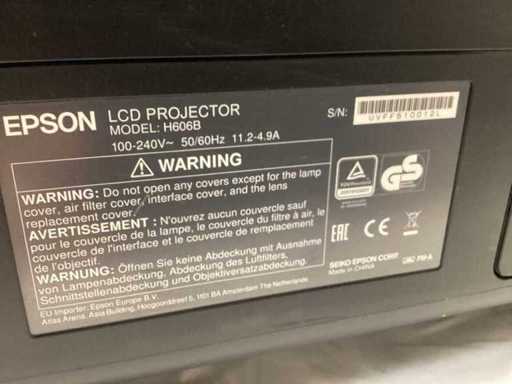 EPSON LCD PROJECTOR
MODEL: H606B
100-240V~ 50/60Hz 11.2-4.9A
S/N:
UVFF510012L
WARNING
WARNING: Do not open any covers except for the lamp
cover, air filter cover, interface cover, and the lens
replacement cover.
AVERTISSEMENT : N'ouvrez aucun couvercle sauf
pour le couvercle de la lampe, le couvercle du filtre à air, le
couvercle de l'interface et le couvercle de remplacement
de l'objectif.
WARNUNG: Öffnen Sie keine Abdeckung mit Ausnahme
von Lampenabdeckung, Abdeckung des Luftfilters,
Schnittstellenabdeckung und Objektiversatzabdeckung.
EU Importer: Epson Europe B.V.
Atlas Arena, Asia Building, Hoogoorddreef 5, 1101 BA Amsterdam The Netherlands
GS
EAC CE
SEIKO EPSON CORP.
MADE IN CHINA